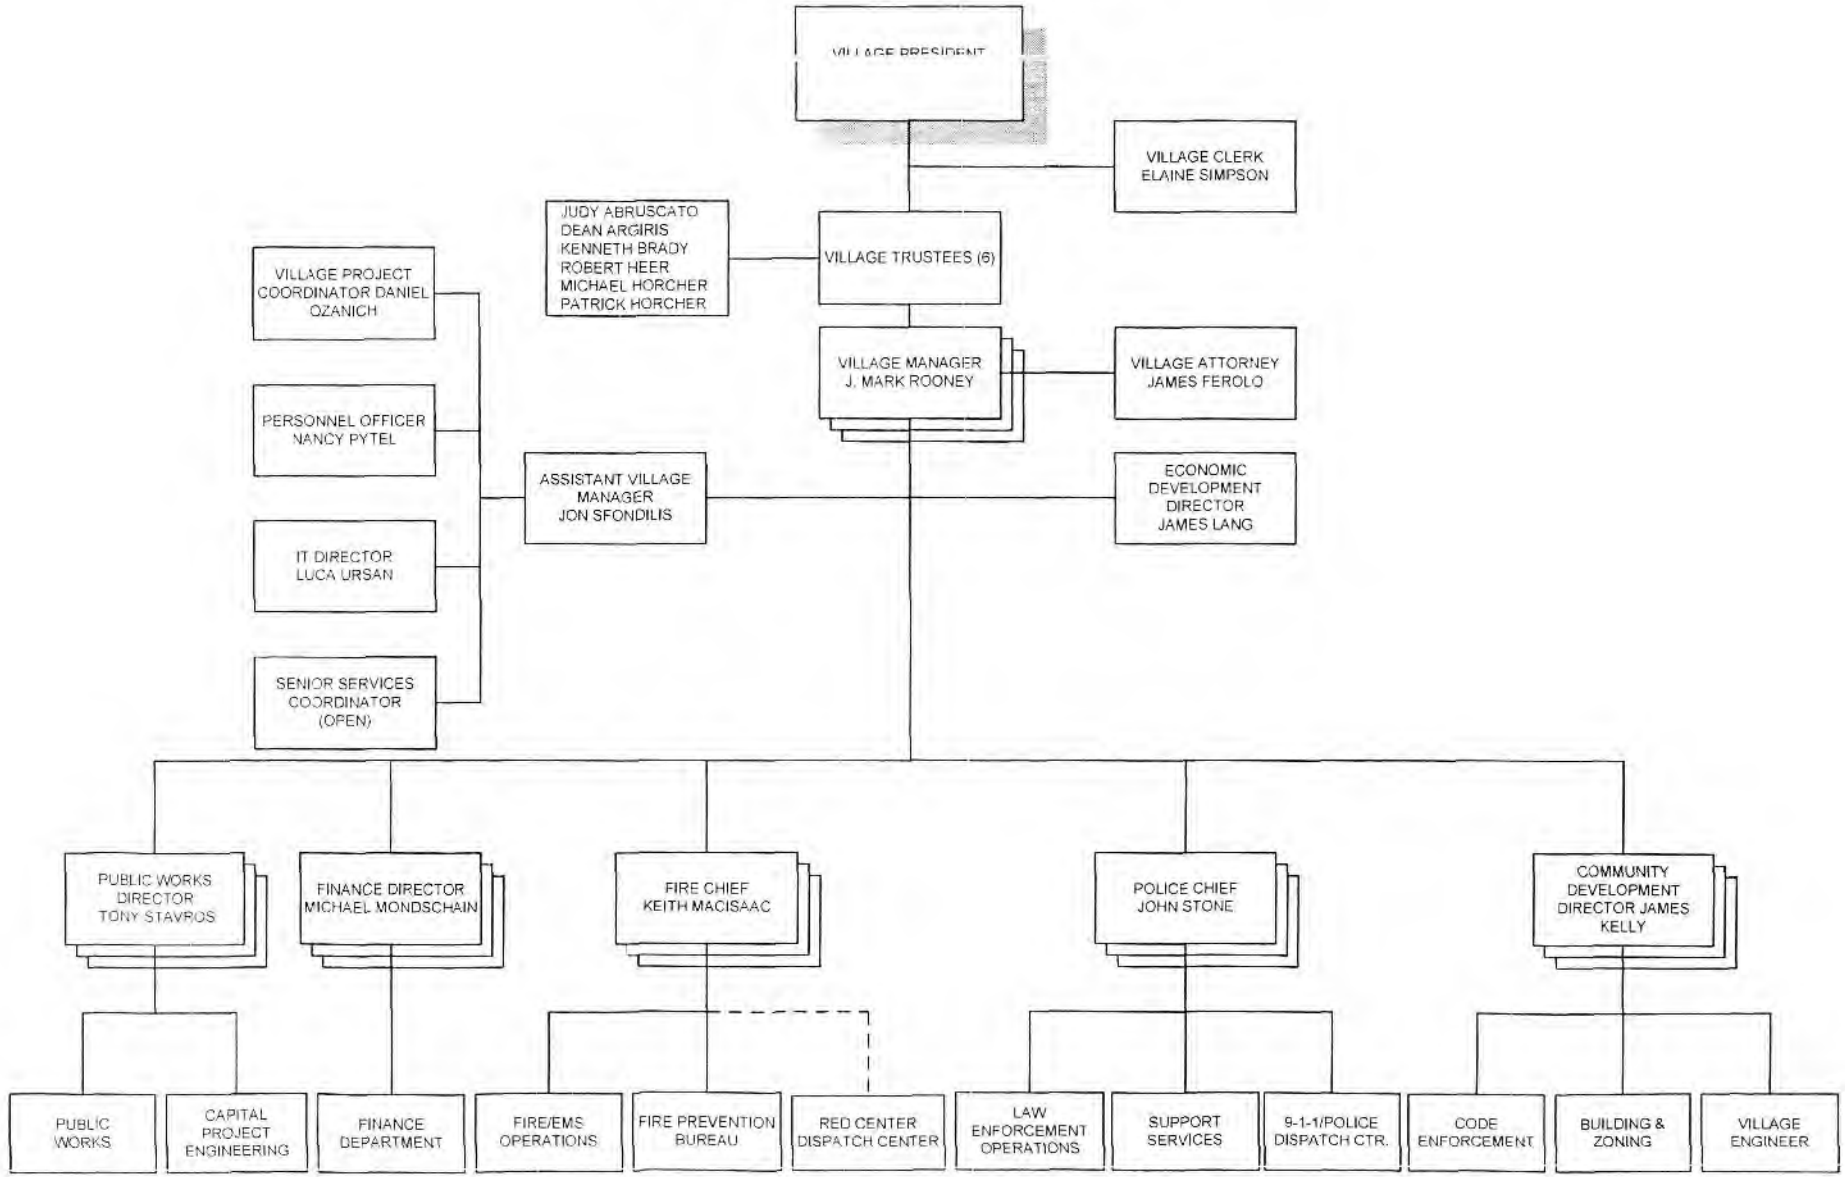 VILLAGE PRESIDENT
VILLAGE CLERK
ELAINE SIMPSON
JUDY ABRUSCATO
DEAN ARGIRIS
KENNETH BRADY
ROBERT HEER
MICHAEL HORCHER
PATRICK HORCHER
VILLAGE TRUSTEES (6)
VILLAGE PROJECT
COORDINATOR DANIEL
OZANICH
VILLAGE MANAGER
J. MARK ROONEY
VILLAGE ATTORNEY
JAMES FEROLO
PERSONNEL OFFICER
NANCY PYTEL
ASSISTANT VILLAGE
MANAGER
JON SFONDILIS
ECONOMIC
DEVELOPMENT
DIRECTOR
JAMES LANG
IT DIRECTOR
LUCA URSAN
SENIOR SERVICES
COORDINATOR
(OPEN)
PUBLIC WORKS
DIRECTOR
TONY STAVROS
FINANCE DIRECTOR
MICHAEL MONDSCHAIN
FIRE CHIEF
KEITH MACISAAC
POLICE CHIEF
JOHN STONE
COMMUNITY
DEVELOPMENT
DIRECTOR JAMES
KELLY
PUBLIC
WORKS
CAPITAL
PROJECT
ENGINEERING
FINANCE
DEPARTMENT
FIRE/EMS
OPERATIONS
FIRE PREVENTION
BUREAU
RED CENTER
DISPATCH CENTER
LAW
ENFORCEMENT
OPERATIONS
SUPPORT
SERVICES
9-1-1/POLICE
DISPATCH CTR.
CODE
ENFORCEMENT
BUILDING &
ZONING
VILLAGE
ENGINEER